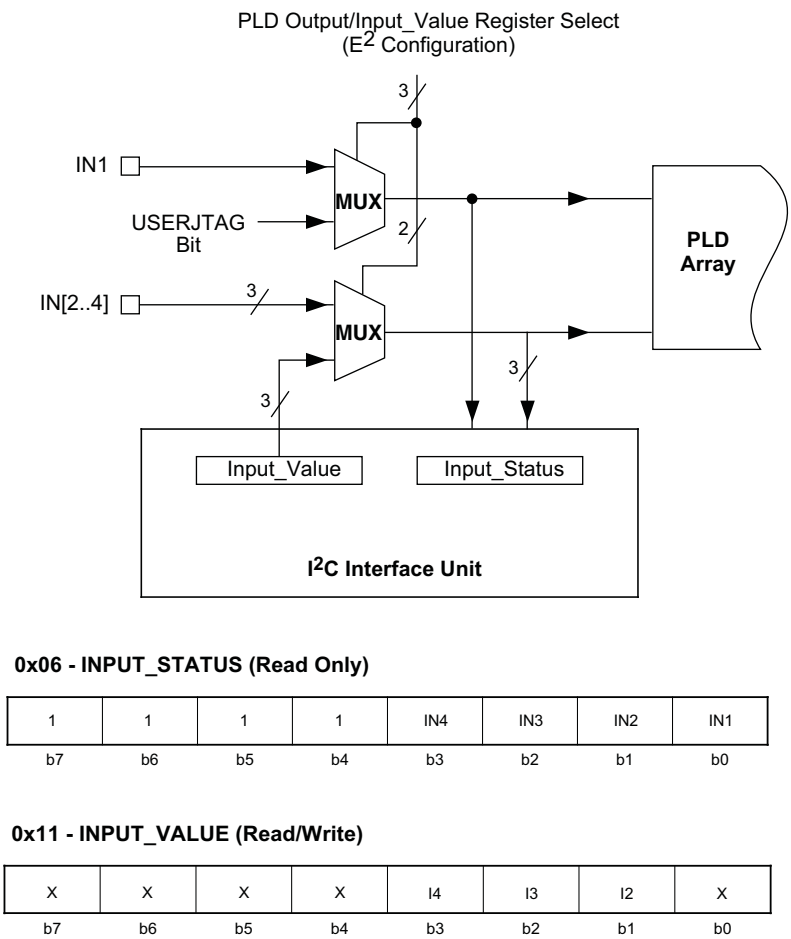 PLD Output/Input_Value Register Select
(E2 Configuration)
3
IN1
MUX
USERJTAG
Bit
2
PLD
Array
IN[2..4]
3
MUX
3
3
Input_Value
Input_Status
I2C Interface Unit
0x06 - INPUT_STATUS (Read Only)
1 1 1 1 IN4 IN3 IN2 IN1
b7 b6 b5 b4 b3 b2 b1 b0
0x11 - INPUT_VALUE (Read/Write)
X X X X I4 I3 I2 X
b7 b6 b5 b4 b3 b2 b1 b0